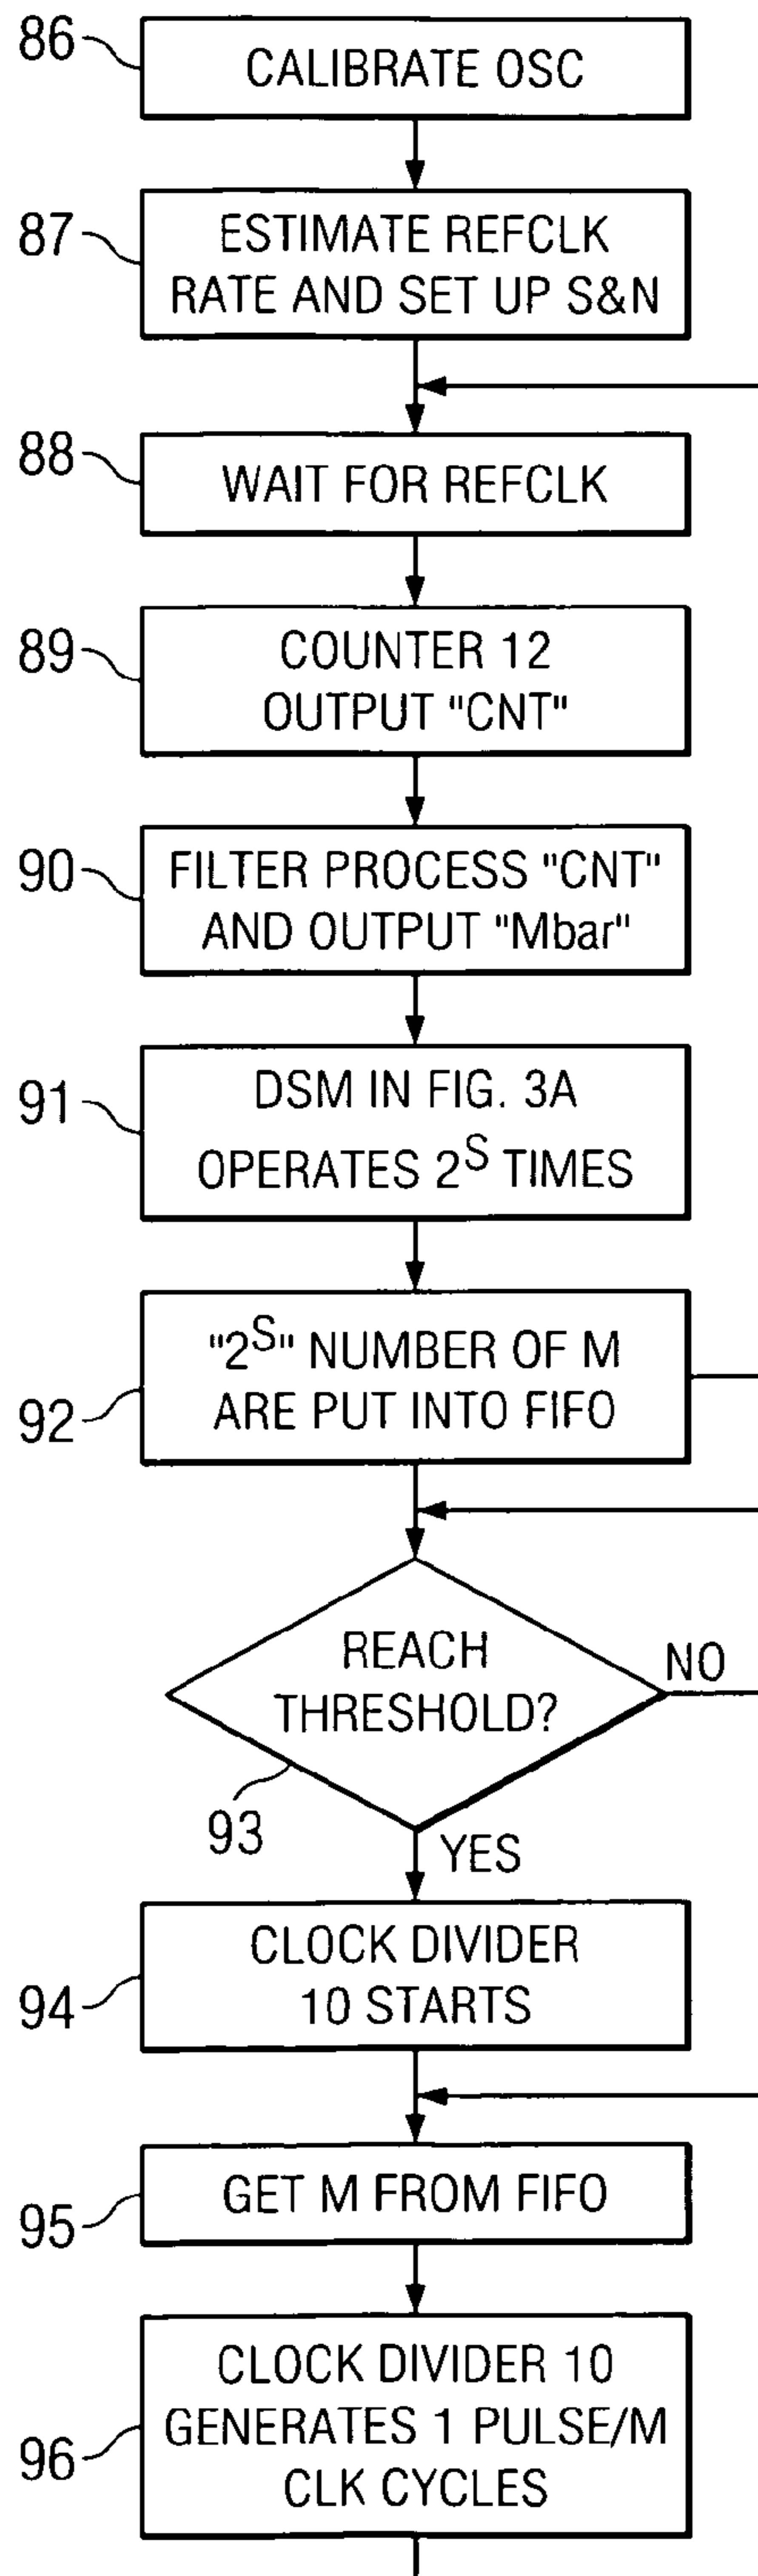 86
CALIBRATE OSC
87
ESTIMATE REFCLK
RATE AND SET UP S&N
88
WAIT FOR REFCLK
89
COUNTER 12
OUTPUT "CNT"
90
FILTER PROCESS "CNT"
AND OUTPUT "Mbar"
91
DSM IN FIG. 3A
OPERATES 2^S TIMES
92
"2^S" NUMBER OF M
ARE PUT INTO FIFO
REACH
THRESHOLD?
NO
93
YES
94
CLOCK DIVIDER
10 STARTS
95
GET M FROM FIFO
96
CLOCK DIVIDER 10
GENERATES 1 PULSE/M
CLK CYCLES